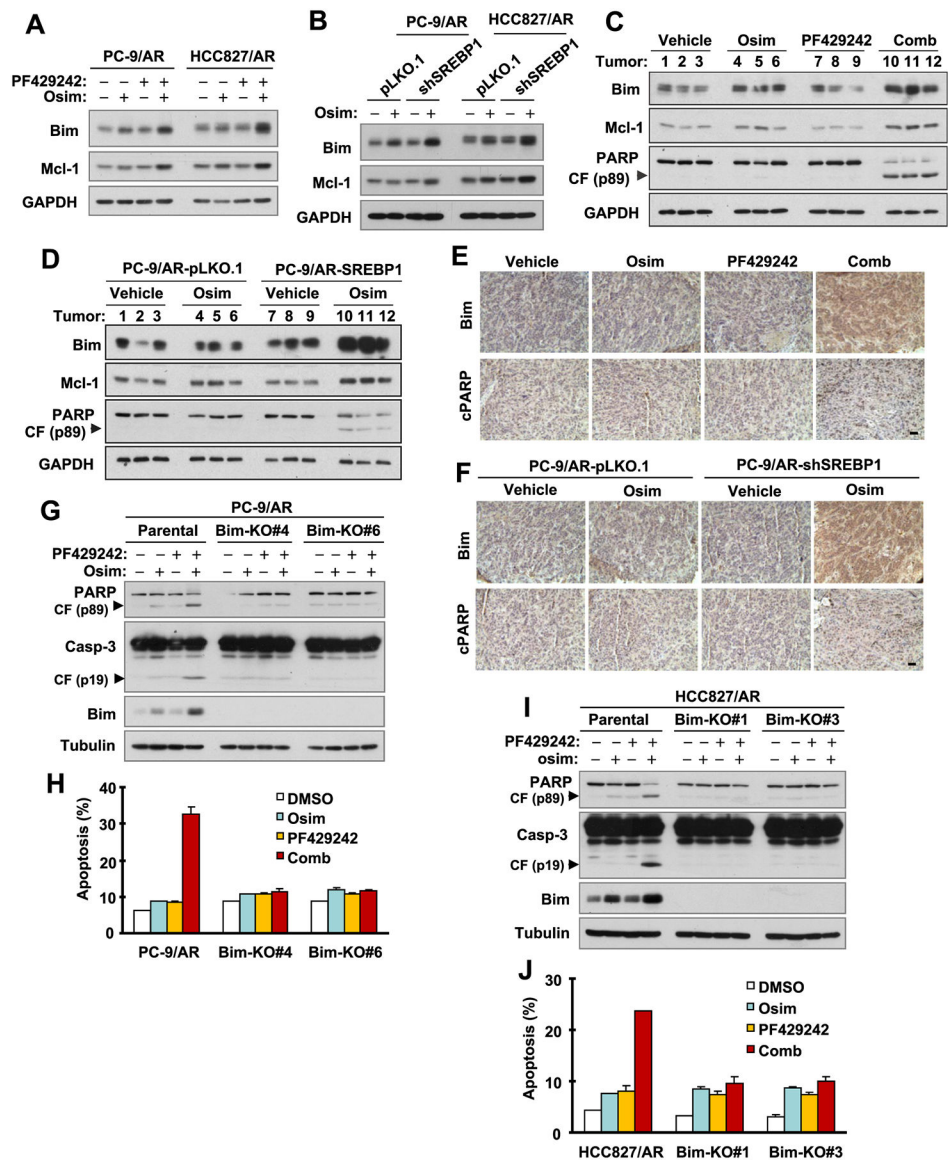 A
PC-9/AR HCC827/AR
PF429242: – – + + – – + +
Osim: – + – + – + – +
Bim
Mcl-1
GAPDH
B
PC-9/AR HCC827/AR
pLKO.1 shSREBP1 pLKO.1 shSREBP1
Osim: – + – + – + – +
Bim
Mcl-1
GAPDH
C
Vehicle Osim PF429242 Comb
Tumor: 1 2 3 4 5 6 7 8 9 10 11 12
Bim
Mcl-1
PARP
CF (p89)
GAPDH
D
PC-9/AR-pLKO.1 PC-9/AR-SREBP1
Vehicle Osim Vehicle Osim
Tumor: 1 2 3 4 5 6 7 8 9 10 11 12
Bim
Mcl-1
PARP
CF (p89)
GAPDH
E
Vehicle Osim PF429242 Comb
Bim
cPARP
F
PC-9/AR-pLKO.1 PC-9/AR-shSREBP1
Vehicle Osim Vehicle Osim
Bim
cPARP
G
PC-9/AR
Parental Bim-KO#4 Bim-KO#6
PF429242: – – + + – – + + – – + +
Osim: – + – + – + – + – + – +
PARP
CF (p89)
Casp-3
CF (p19)
Bim
Tubulin
H
Apoptosis (%)
40
30
20
10
0
DMSO
Osim
PF429242
Comb
PC-9/AR Bim-KO#4 Bim-KO#6
I
HCC827/AR
Parental Bim-KO#1 Bim-KO#3
PF429242: – – + + – – + + – – + +
osim: – + – + – + – + – + – +
PARP
CF (p89)
Casp-3
CF (p19)
Bim
Tubulin
J
Apoptosis (%)
30
20
10
0
DMSO
Osim
PF429242
Comb
HCC827/AR Bim-KO#1 Bim-KO#3